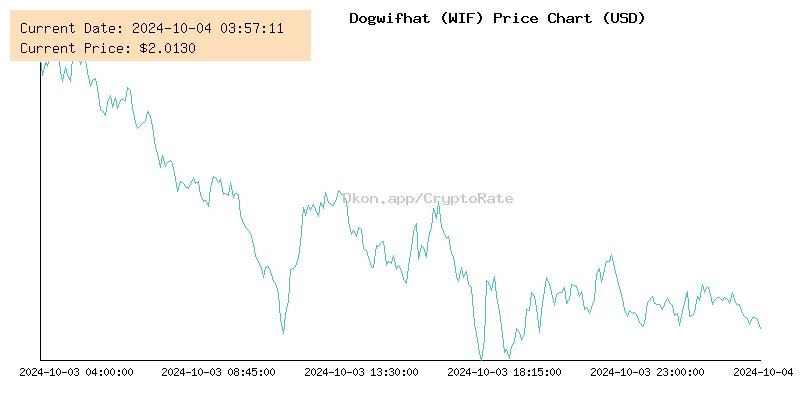 Dogwifhat (WIF) Price Chart (USD)
Current Date: 2024-10-04 03:57:11
Current Price: $2.0130
Dkon.app/CryptoRate
2024-10-03 04:00:00
2024-10-03 08:45:00
2024-10-03 13:30:00
2024-10-03 18:15:00
2024-10-03 23:00:00
2024-10-04